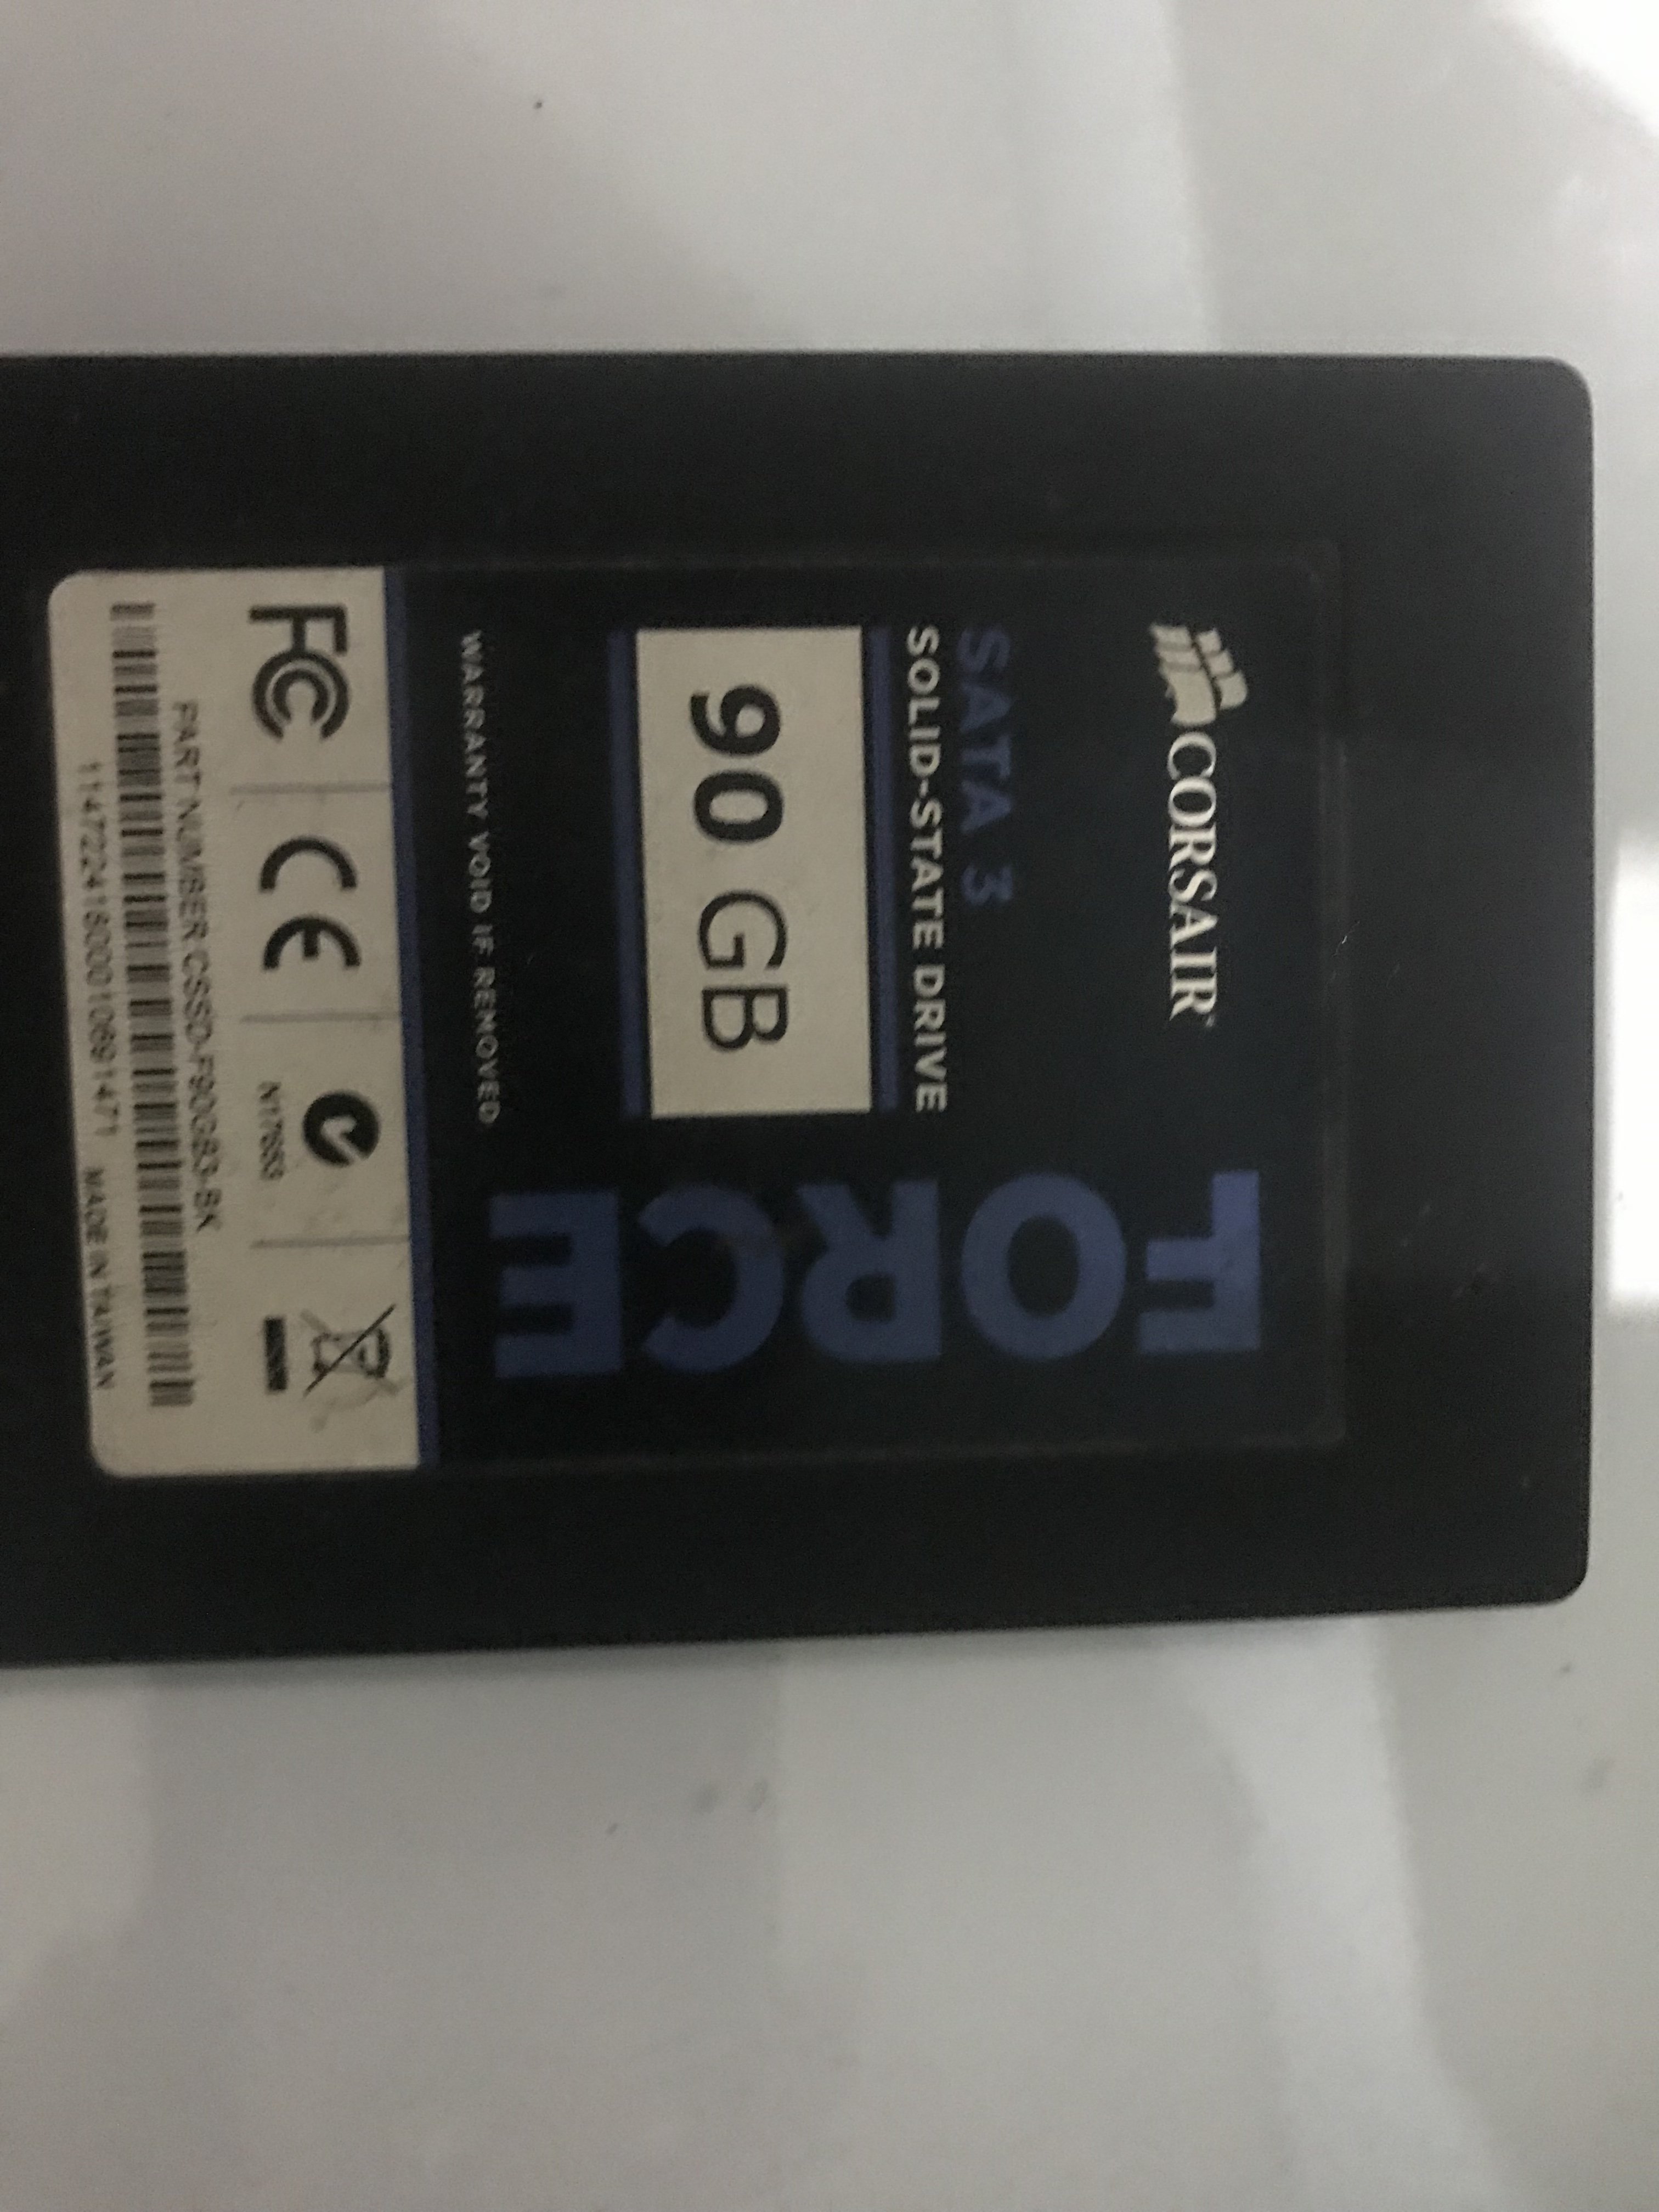 CORSAIR
SATA 3
SOLID-STATE DRIVE
90 GB
WARRANTY VOID IF REMOVED
FORCE
FC
CE
N17663
PART NUMBER CSSD-F90GB3-BK
MADE IN TAIWAN